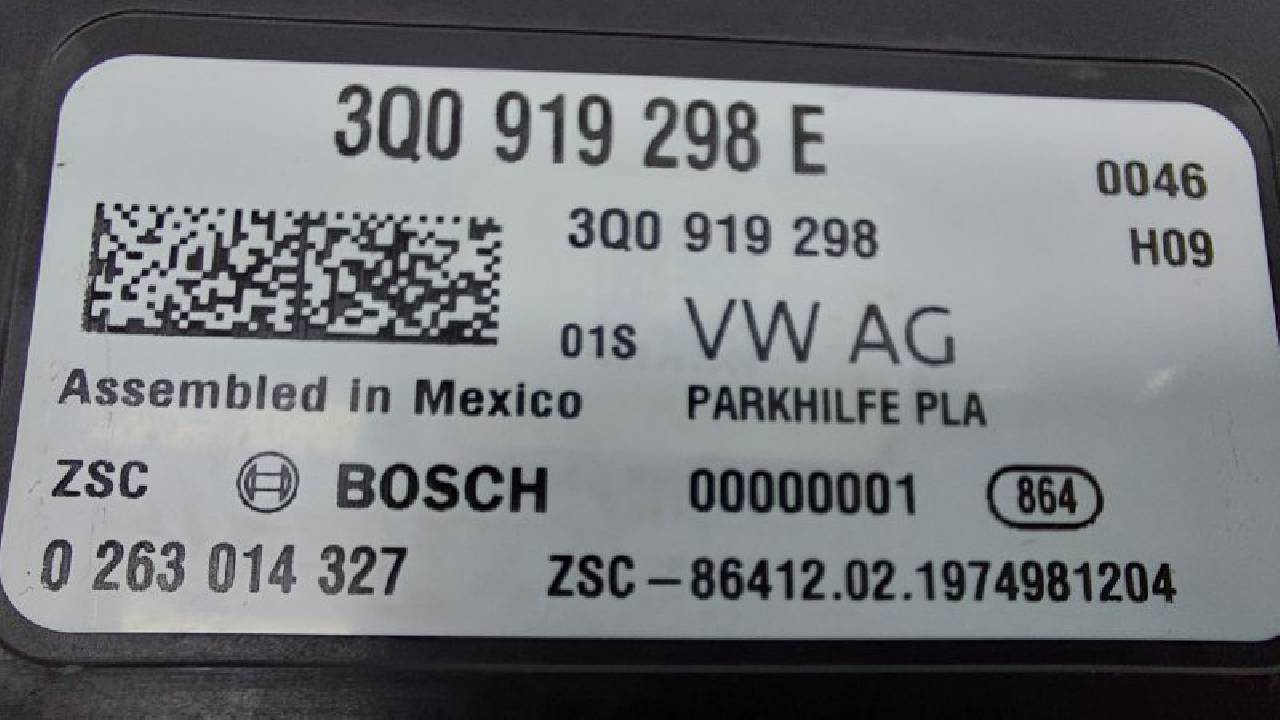 3Q0 919 298 E
0046
3Q0 919 298
H09
01S VW AG
Assembled in Mexico
PARKHILFE PLA
ZSC BOSCH 00000001 864
0 263 014 327 ZSC-86412.02.1974981204